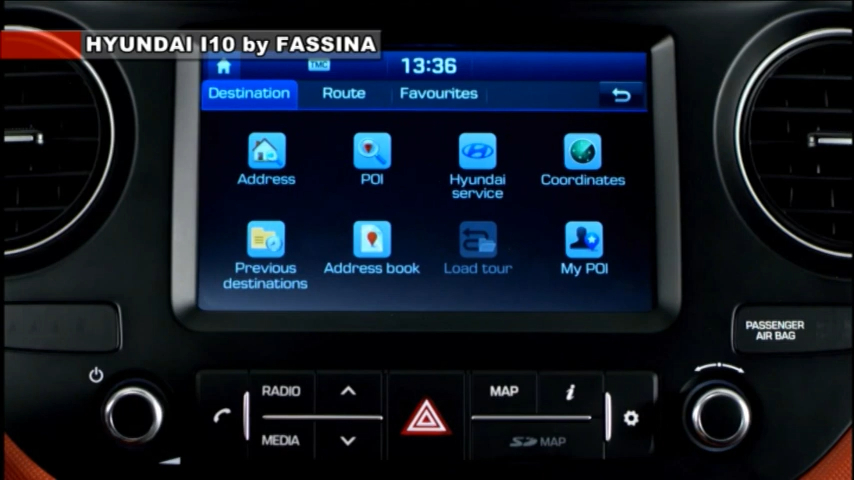 HYUNDAI I10 by FASSINA
TMC
13:36
Destination
Route
Favourites
Address
POI
Hyundai
service
Coordinates
Previous
destinations
Address book
Load tour
My POI
PASSENGER
AIR BAG
RADIO
MAP
i
MEDIA
SD MAP